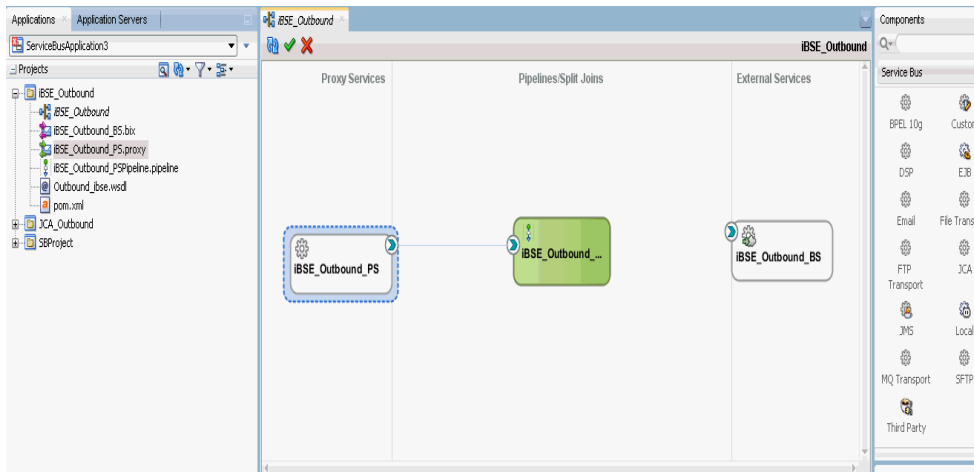 Applications
Application Servers
ServiceBusApplication3
Projects
iBSE_Outbound
iBSE_Outbound
iBSE_Outbound_BS.bix
iBSE_Outbound_PS.proxy
iBSE_Outbound_PSPipeline.pipeline
Outbound_ibse.wsdl
pom.xml
JCA_Outbound
SBProject
iBSE_Outbound
iBSE_Outbound
Proxy Services
Pipelines/Split Joins
External Services
iBSE_Outbound_PS
iBSE_Outbound_...
iBSE_Outbound_BS
Components
Service Bus
BPEL 10g
Custor
DSP
EJB
Email
File Trans
FTP
Transport
JCA
JMS
Local
MQ Transport
SFTP
Third Party